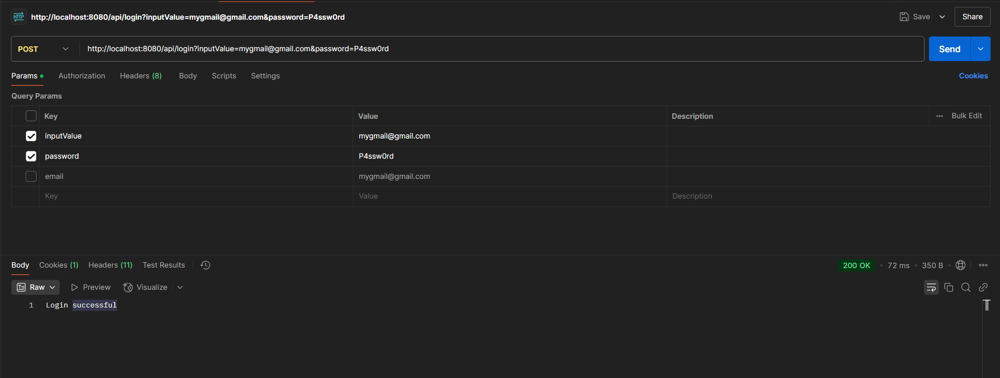 HTTP http://localhost:8080/api/login?inputValue=mygmail@gmail.com&password=P4ssw0rd Save Share
POST http://localhost:8080/api/login?inputValue=mygmail@gmail.com&password=P4ssw0rd Send
Params Authorization Headers (8) Body Scripts Settings Cookies
Query Params
Key Value Description Bulk Edit
inputValue mygmail@gmail.com
password P4ssw0rd
email mygmail@gmail.com
Key Value Description
Body Cookies (1) Headers (11) Test Results 200 OK • 72 ms • 350 B •
Raw Preview Visualize
1 Login successful